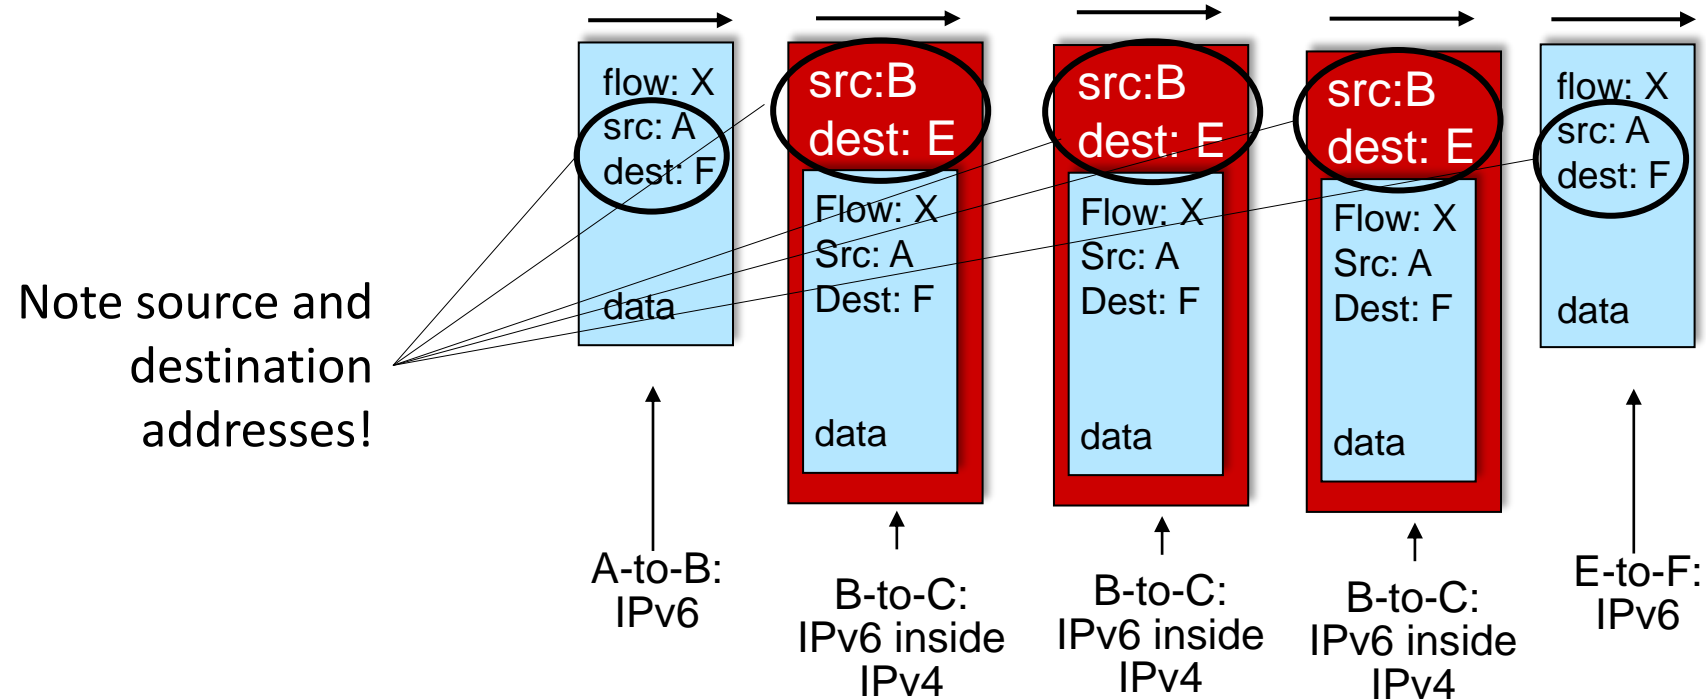 flow: X
src: A
dest: F
data
src:B
dest: E
Flow: X
Src: A
Dest: F
data
src:B
dest: E
Flow: X
Src: A
Dest: F
data
src:B
dest: E
Flow: X
Src: A
Dest: F
data
flow: X
src: A
dest: F
data
Note source and
destination
addresses!
A-to-B:
IPv6
B-to-C:
IPv6 inside
IPv4
B-to-C:
IPv6 inside
IPv4
B-to-C:
IPv6 inside
IPv4
E-to-F:
IPv6